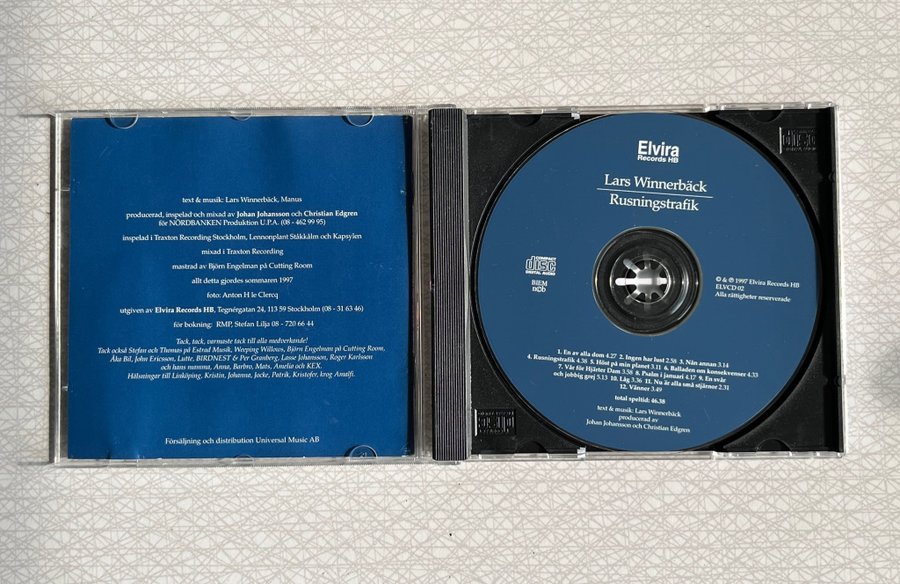 text & musik: Lars Winnerbäck, Manus
producerad, inspelad och mixad av Johan Johansson och Christian Edgren
för NORDBANKEN Produktion U.P.A. (08 - 462 99 95)
inspelad i Traxton Recording Stockholm, Lennonplant Ståkkålm och Kapsylen
mixad i Traxton Recording
mastrad av Björn Engelman på Cutting Room
allt detta gjordes sommaren 1997
foto: Anton H le Clercq
utgiven av Elvira Records HB, Tegnérgatan 24, 113 59 Stockholm (08 - 31 63 46)
för bokning: RMP, Stefan Lilja 08 - 720 66 44
Tack, tack, varmaste tack till alla medverkande!
Tack också Stefan och Thomas på Estrad Musik, Weeping Willows, Björn Engelman på Cutting Room,
Åka Bil, John Ericson, Lutte, BIRDNEST & Per Granberg, Lasse Johansson, Roger Karlsson
och hans mamma, Anna, Barbro, Mats, Amelia och KEX.
Hälsningar till Linköping, Kristin, Johanna, Jocke, Patrik, Kristofer, krog Amalfi.
Försäljning och distribution Universal Music AB
Elvira
Records HB
Lars Winnerbäck
Rusningstrafik
COMPACT
disc
DIGITAL AUDIO
BIEM
n©b
© & ℗ 1997 Elvira Records HB
ELVCD 02
Alla rättigheter reserverade
1. En av alla dom 4.27 2. Ingen har lust 2.58 3. Nån annan 3.14
4. Rusningstrafik 4.38 5. Höst på min planet 3.11 6. Balladen om konsekvenser 4.33
7. Vår för Hjärter Dam 3.58 8. Psalm i januari 4.17 9. En svår
och jobbig grej 5.13 10. Låg 3.36 11. Nu är alla små stjärnor 2.31
12. Vänner 3.49
total speltid: 46.38
text & musik: Lars Winnerbäck
producerad av
Johan Johansson och Christian Edgren